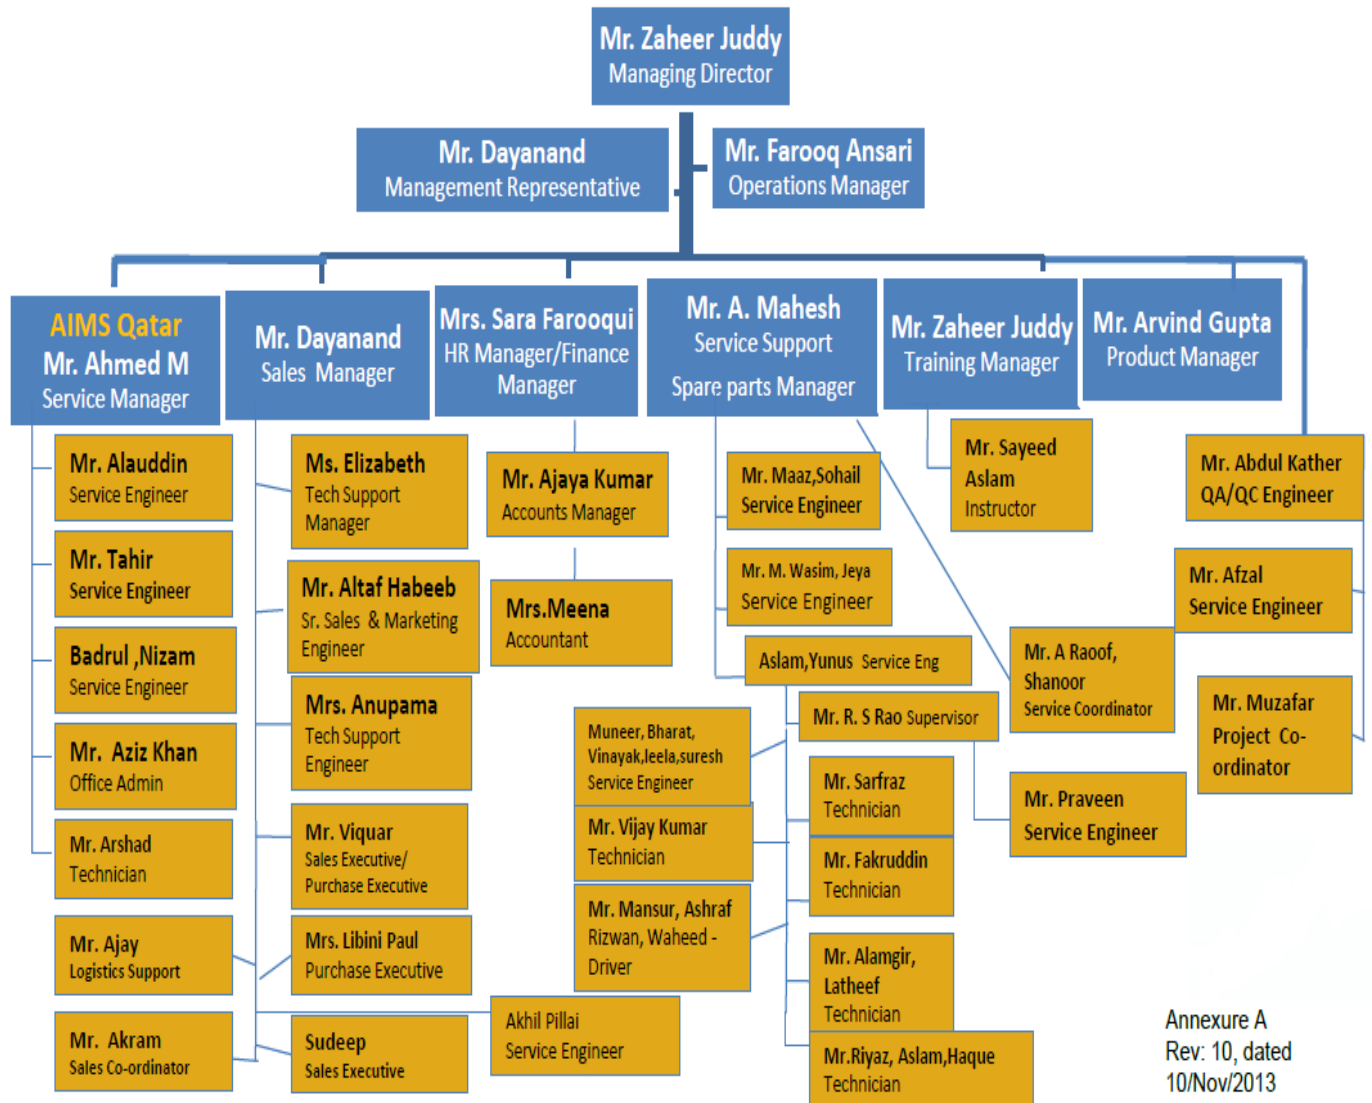 Mr. Zaheer Juddy
Managing Director
Mr. Dayanand
Management Representative
Mr. Farooq Ansari
Operations Manager
AIMS Qatar
Mr. Ahmed M
Service Manager
Mr. Dayanand
Sales Manager
Mrs. Sara Farooqui
HR Manager/Finance
Manager
Mr. A. Mahesh
Service Support
Spare parts Manager
Mr. Zaheer Juddy
Training Manager
Mr. Arvind Gupta
Product Manager
Mr. Alauddin
Service Engineer
Mr. Tahir
Service Engineer
Badrul ,Nizam
Service Engineer
Mr. Aziz Khan
Office Admin
Mr. Arshad
Technician
Mr. Ajay
Logistics Support
Mr. Akram
Sales Co-ordinator
Ms. Elizabeth
Tech Support
Manager
Mr. Altaf Habeeb
Sr. Sales & Marketing
Engineer
Mrs. Anupama
Tech Support
Engineer
Mr. Viquar
Sales Executive/
Purchase Executive
Mrs. Libini Paul
Purchase Executive
Sudeep
Sales Executive
Akhil Pillai
Service Engineer
Mr. Ajaya Kumar
Accounts Manager
Mrs.Meena
Accountant
Mr. Maaz,Sohail
Service Engineer
Mr. M. Wasim, Jeya
Service Engineer
Aslam,Yunus Service Eng
Mr. R. S Rao Supervisor
Muneer, Bharat,
Vinayak,leela,suresh
Service Engineer
Mr. Vijay Kumar
Technician
Mr. Mansur, Ashraf
Rizwan, Waheed -
Driver
Mr. Sarfraz
Technician
Mr. Fakruddin
Technician
Mr. Alamgir,
Latheef
Technician
Mr.Riyaz, Aslam,Haque
Technician
Mr. Sayeed
Aslam
Instructor
Mr. A Raoof,
Shanoor
Service Coordinator
Mr. Praveen
Service Engineer
Mr. Abdul Kather
QA/QC Engineer
Mr. Afzal
Service Engineer
Mr. Muzafar
Project Co-
ordinator
Annexure A
Rev: 10, dated
10/Nov/2013